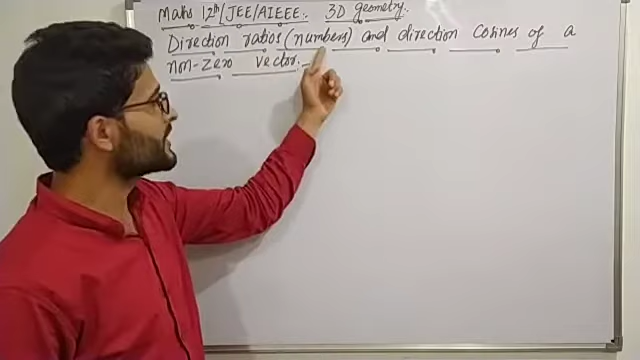 Maths 12th/JEE/AIEEE:- 3D geometry.
Direction ratios (numbers) and direction cosines of a
non-zero vector.